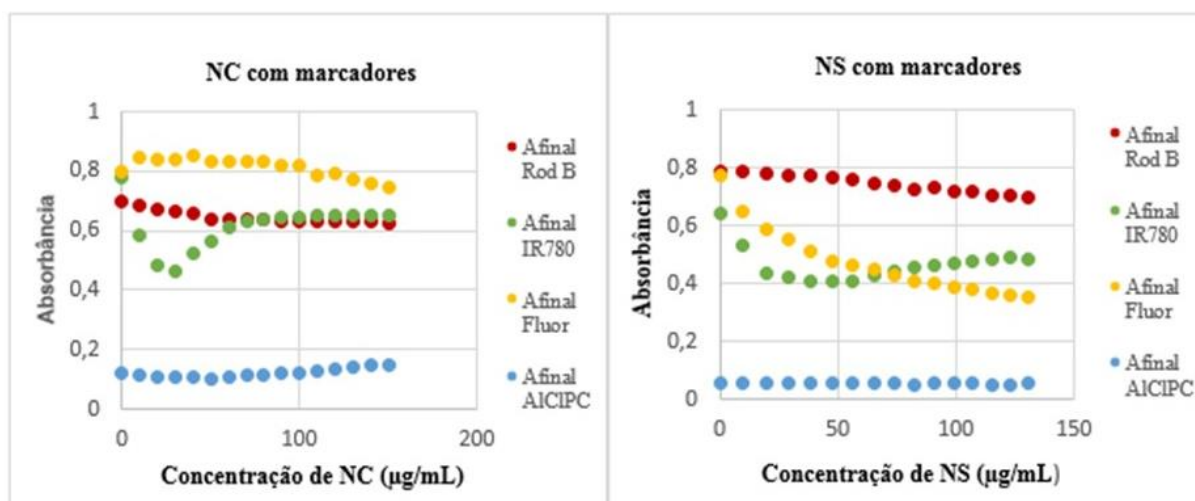 NC com marcadores
1
0,8
0,6
0,4
0,2
0
0
100
200
Absorbância
Concentração de NC (µg/mL)
Afinal
Rod B
Afinal
IR780
Afinal
Fluor
Afinal
AlClPC
NS com marcadores
1
0,8
0,6
0,4
0,2
0
0
50
100
150
Absorbância
Concentração de NS (µg/mL)
Afinal
Rod B
Afinal
IR780
Afinal
Fluor
Afinal
AlClPC